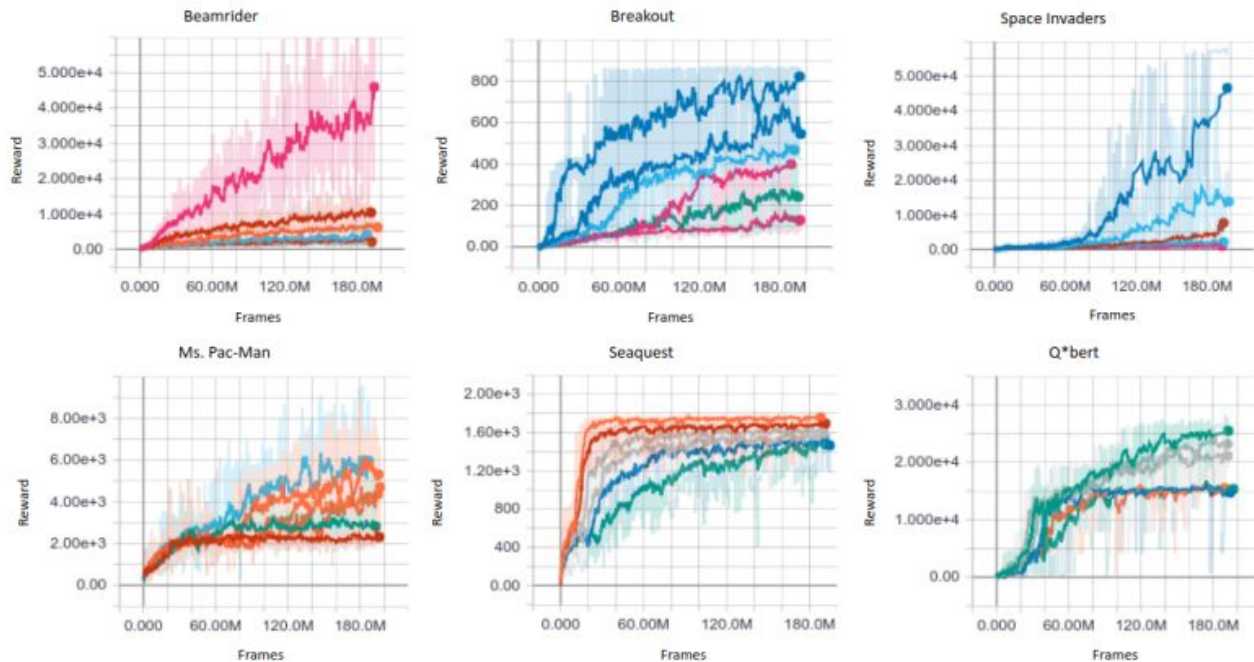 Beamrider
5.000e+4
4.000e+4
3.000e+4
2.000e+4
1.000e+4
0.00
Reward
0.000 60.00M 120.0M 180.0M
Frames
Breakout
800
600
400
200
0.00
Reward
0.000 60.00M 120.0M 180.0M
Frames
Space Invaders
5.000e+4
4.000e+4
3.000e+4
2.000e+4
1.000e+4
0.00
Reward
0.000 60.00M 120.0M 180.0M
Frames
Ms. Pac-Man
8.00e+3
6.00e+3
4.00e+3
2.00e+3
0.00
Reward
0.000 60.00M 120.0M 180.0M
Frames
Seaquest
2.00e+3
1.60e+3
1.20e+3
800
400
0.00
Reward
0.000 60.00M 120.0M 180.0M
Frames
Q*bert
3.000e+4
2.000e+4
1.000e+4
0.00
Reward
0.000 60.00M 120.0M 180.0M
Frames